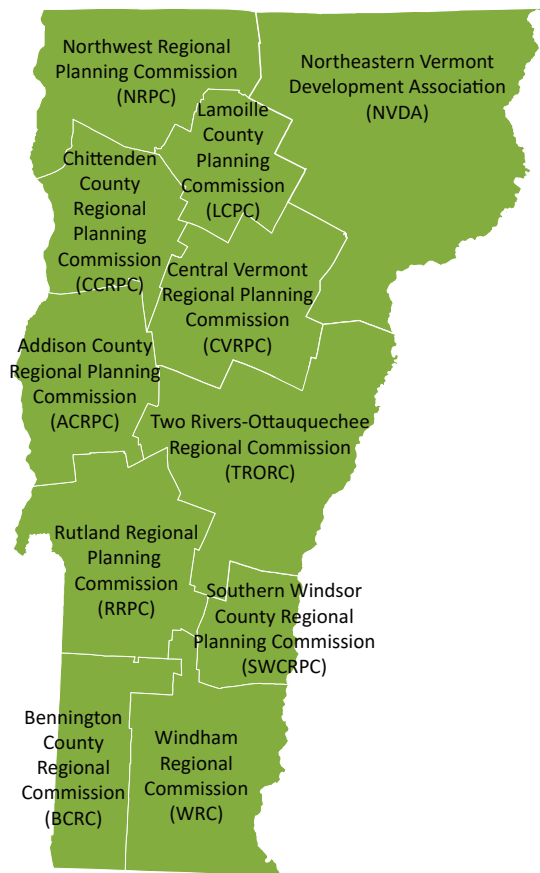 Northwest Regional
Planning Commission
(NRPC)
Northeastern Vermont
Development Association
(NVDA)
Lamoille
County
Planning
Commission
(LCPC)
Chittenden
County
Regional
Planning
Commission
(CCRPC)
Central Vermont
Regional Planning
Commission
(CVRPC)
Addison County
Regional Planning
Commission
(ACRPC)
Two Rivers-Ottauquechee
Regional Commission
(TRORC)
Rutland Regional
Planning
Commission
(RRPC)
Southern Windsor
County Regional
Planning Commission
(SWCRPC)
Bennington
County
Regional
Commission
(BCRC)
Windham
Regional
Commission
(WRC)